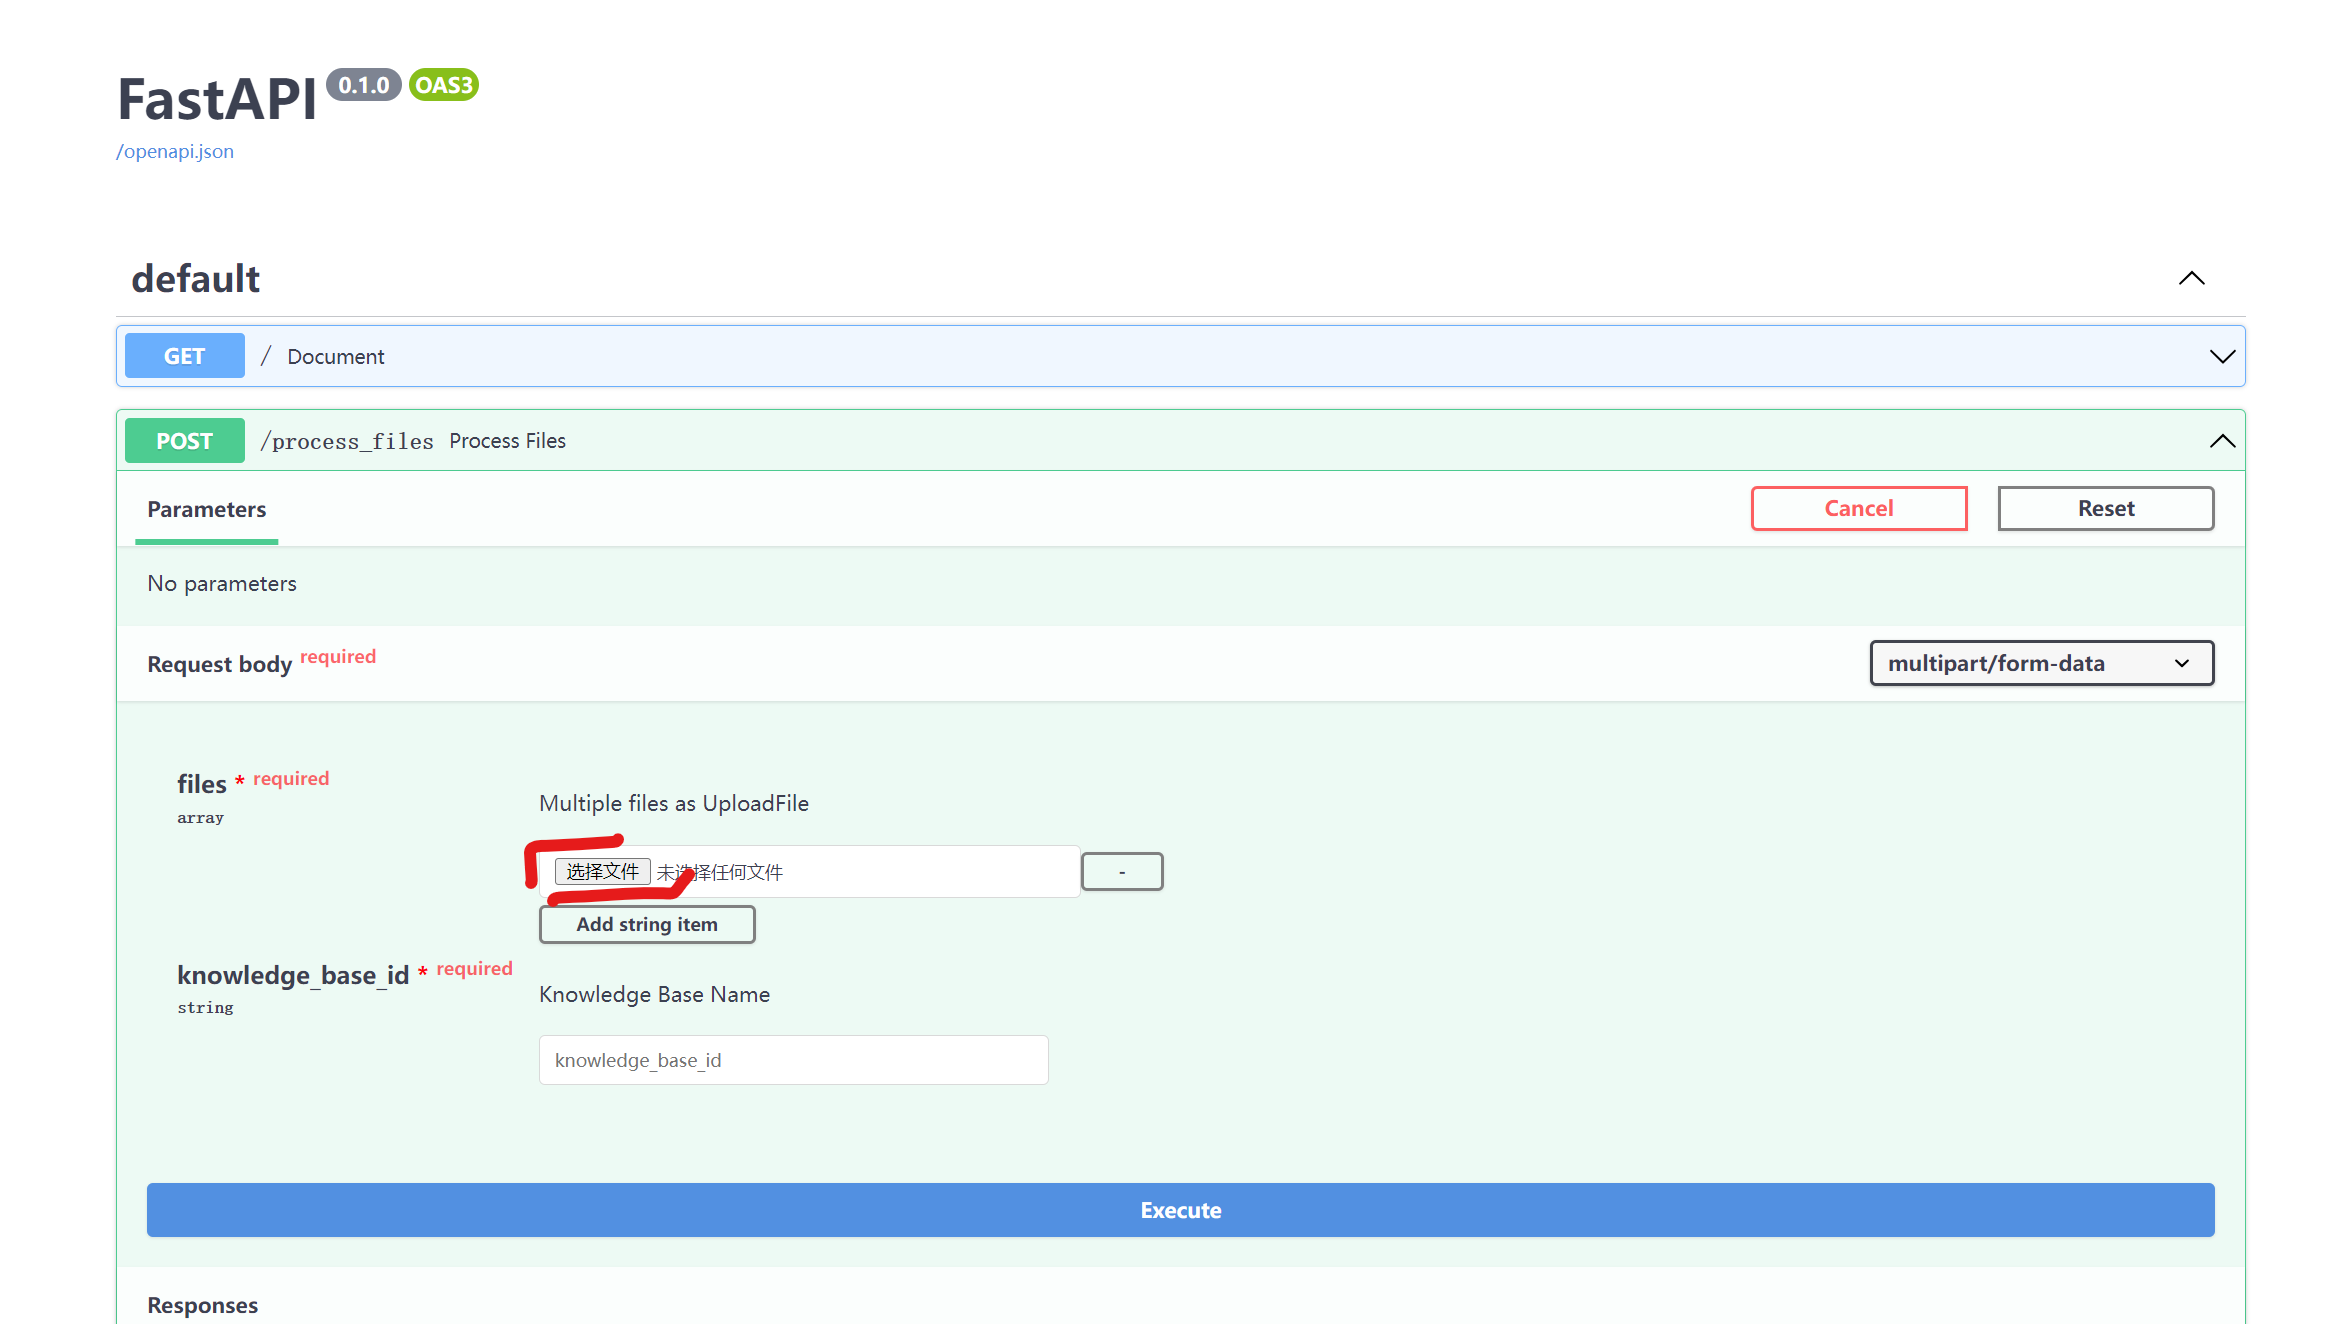 FastAPI 0.1.0 OAS3
/openapi.json
default
GET / Document
POST /process_files Process Files
Parameters Cancel Reset
No parameters
Request body required multipart/form-data
files * required
array
Multiple files as UploadFile
选择文件 未选择任何文件 -
Add string item
knowledge_base_id * required
string
Knowledge Base Name
knowledge_base_id
Execute
Responses